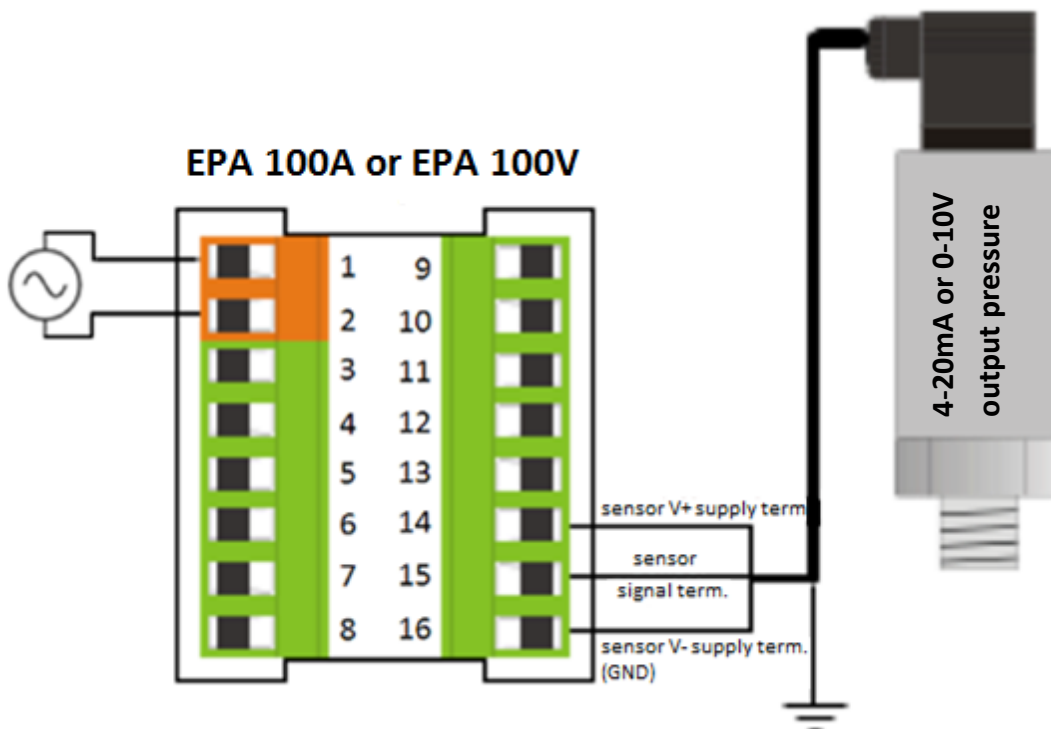 EPA 100A or EPA 100V
1 9
2 10
3 11
4 12
5 13
6 14
7 15
8 16
sensor V+ supply term
sensor
signal term.
sensor V- supply term.
(GND)
4-20mA or 0-10V
output pressure